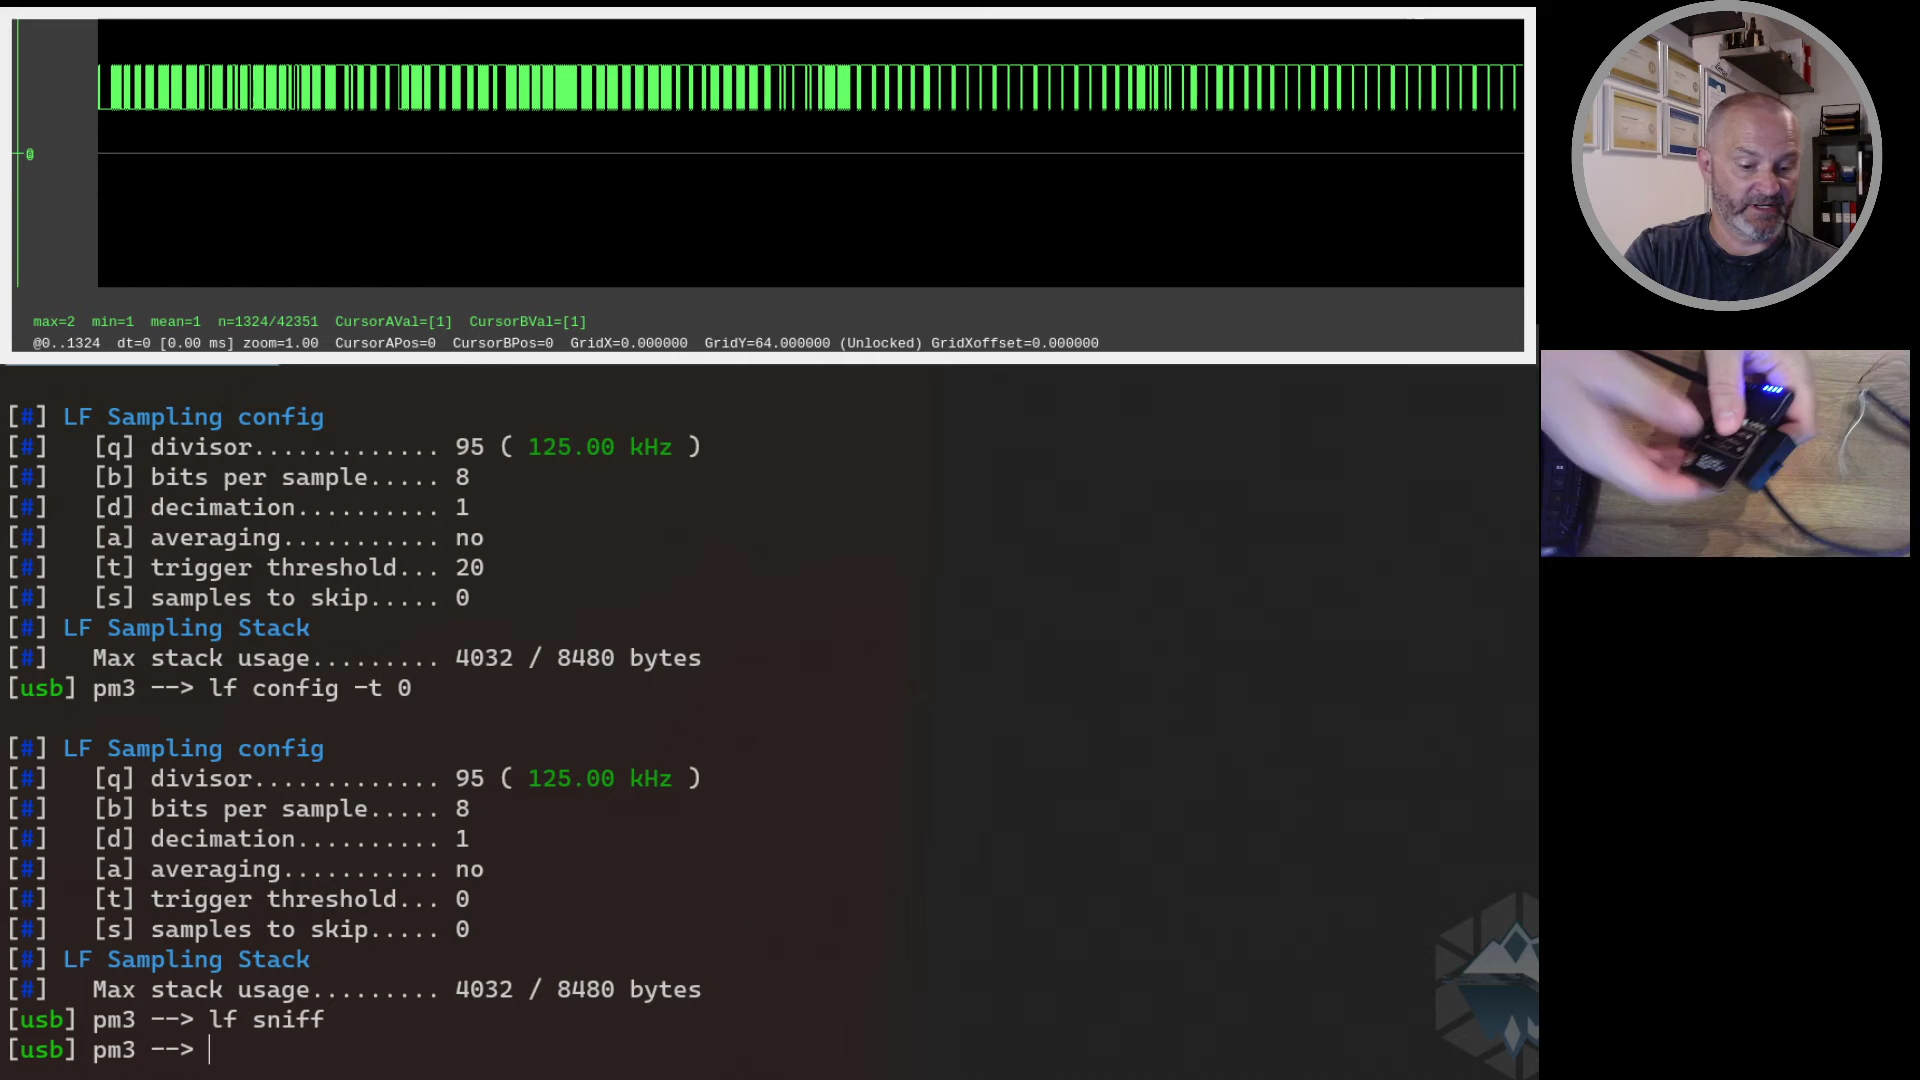 0
max=2 min=1 mean=1 n=1324/42351 CursorAVal=[1] CursorBVal=[1]
@0..1324 dt=0 [0.00 ms] zoom=1.00 CursorAPos=0 CursorBPos=0 GridX=0.000000 GridY=64.000000 (Unlocked) GridXoffset=0.000000
[#] LF Sampling config
[#] [q] divisor............. 95 ( 125.00 kHz )
[#] [b] bits per sample..... 8
[#] [d] decimation.......... 1
[#] [a] averaging........... no
[#] [t] trigger threshold... 20
[#] [s] samples to skip..... 0
[#] LF Sampling Stack
[#] Max stack usage......... 4032 / 8480 bytes
[usb] pm3 --> lf config -t 0
[#] LF Sampling config
[#] [q] divisor............. 95 ( 125.00 kHz )
[#] [b] bits per sample..... 8
[#] [d] decimation.......... 1
[#] [a] averaging........... no
[#] [t] trigger threshold... 0
[#] [s] samples to skip..... 0
[#] LF Sampling Stack
[#] Max stack usage......... 4032 / 8480 bytes
[usb] pm3 --> lf sniff
[usb] pm3 -->